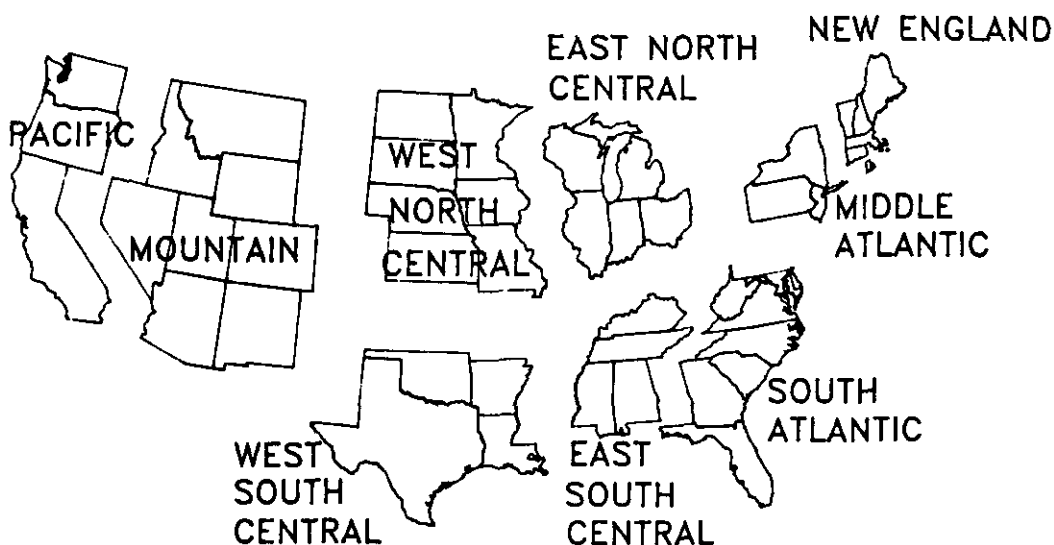 NEW ENGLAND
EAST NORTH
CENTRAL
PACIFIC
WEST
NORTH
CENTRAL
MOUNTAIN
MIDDLE
ATLANTIC
SOUTH
ATLANTIC
WEST
SOUTH
CENTRAL
EAST
SOUTH
CENTRAL